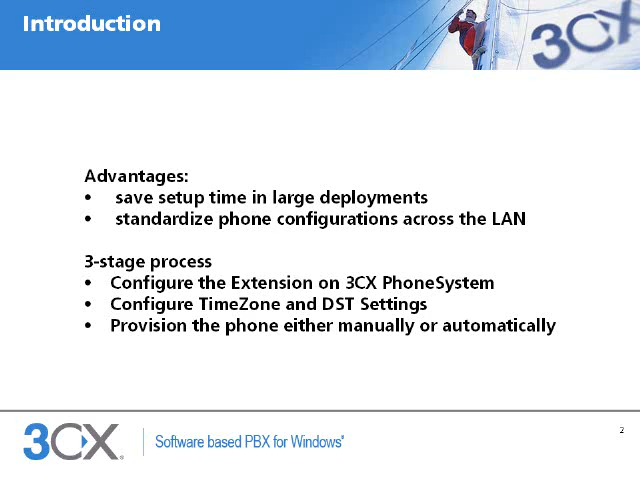 Introduction
3CX
Advantages:
• save setup time in large deployments
• standardize phone configurations across the LAN
3-stage process
• Configure the Extension on 3CX PhoneSystem
• Configure TimeZone and DST Settings
• Provision the phone either manually or automatically
2
3CX® Software based PBX for Windows®